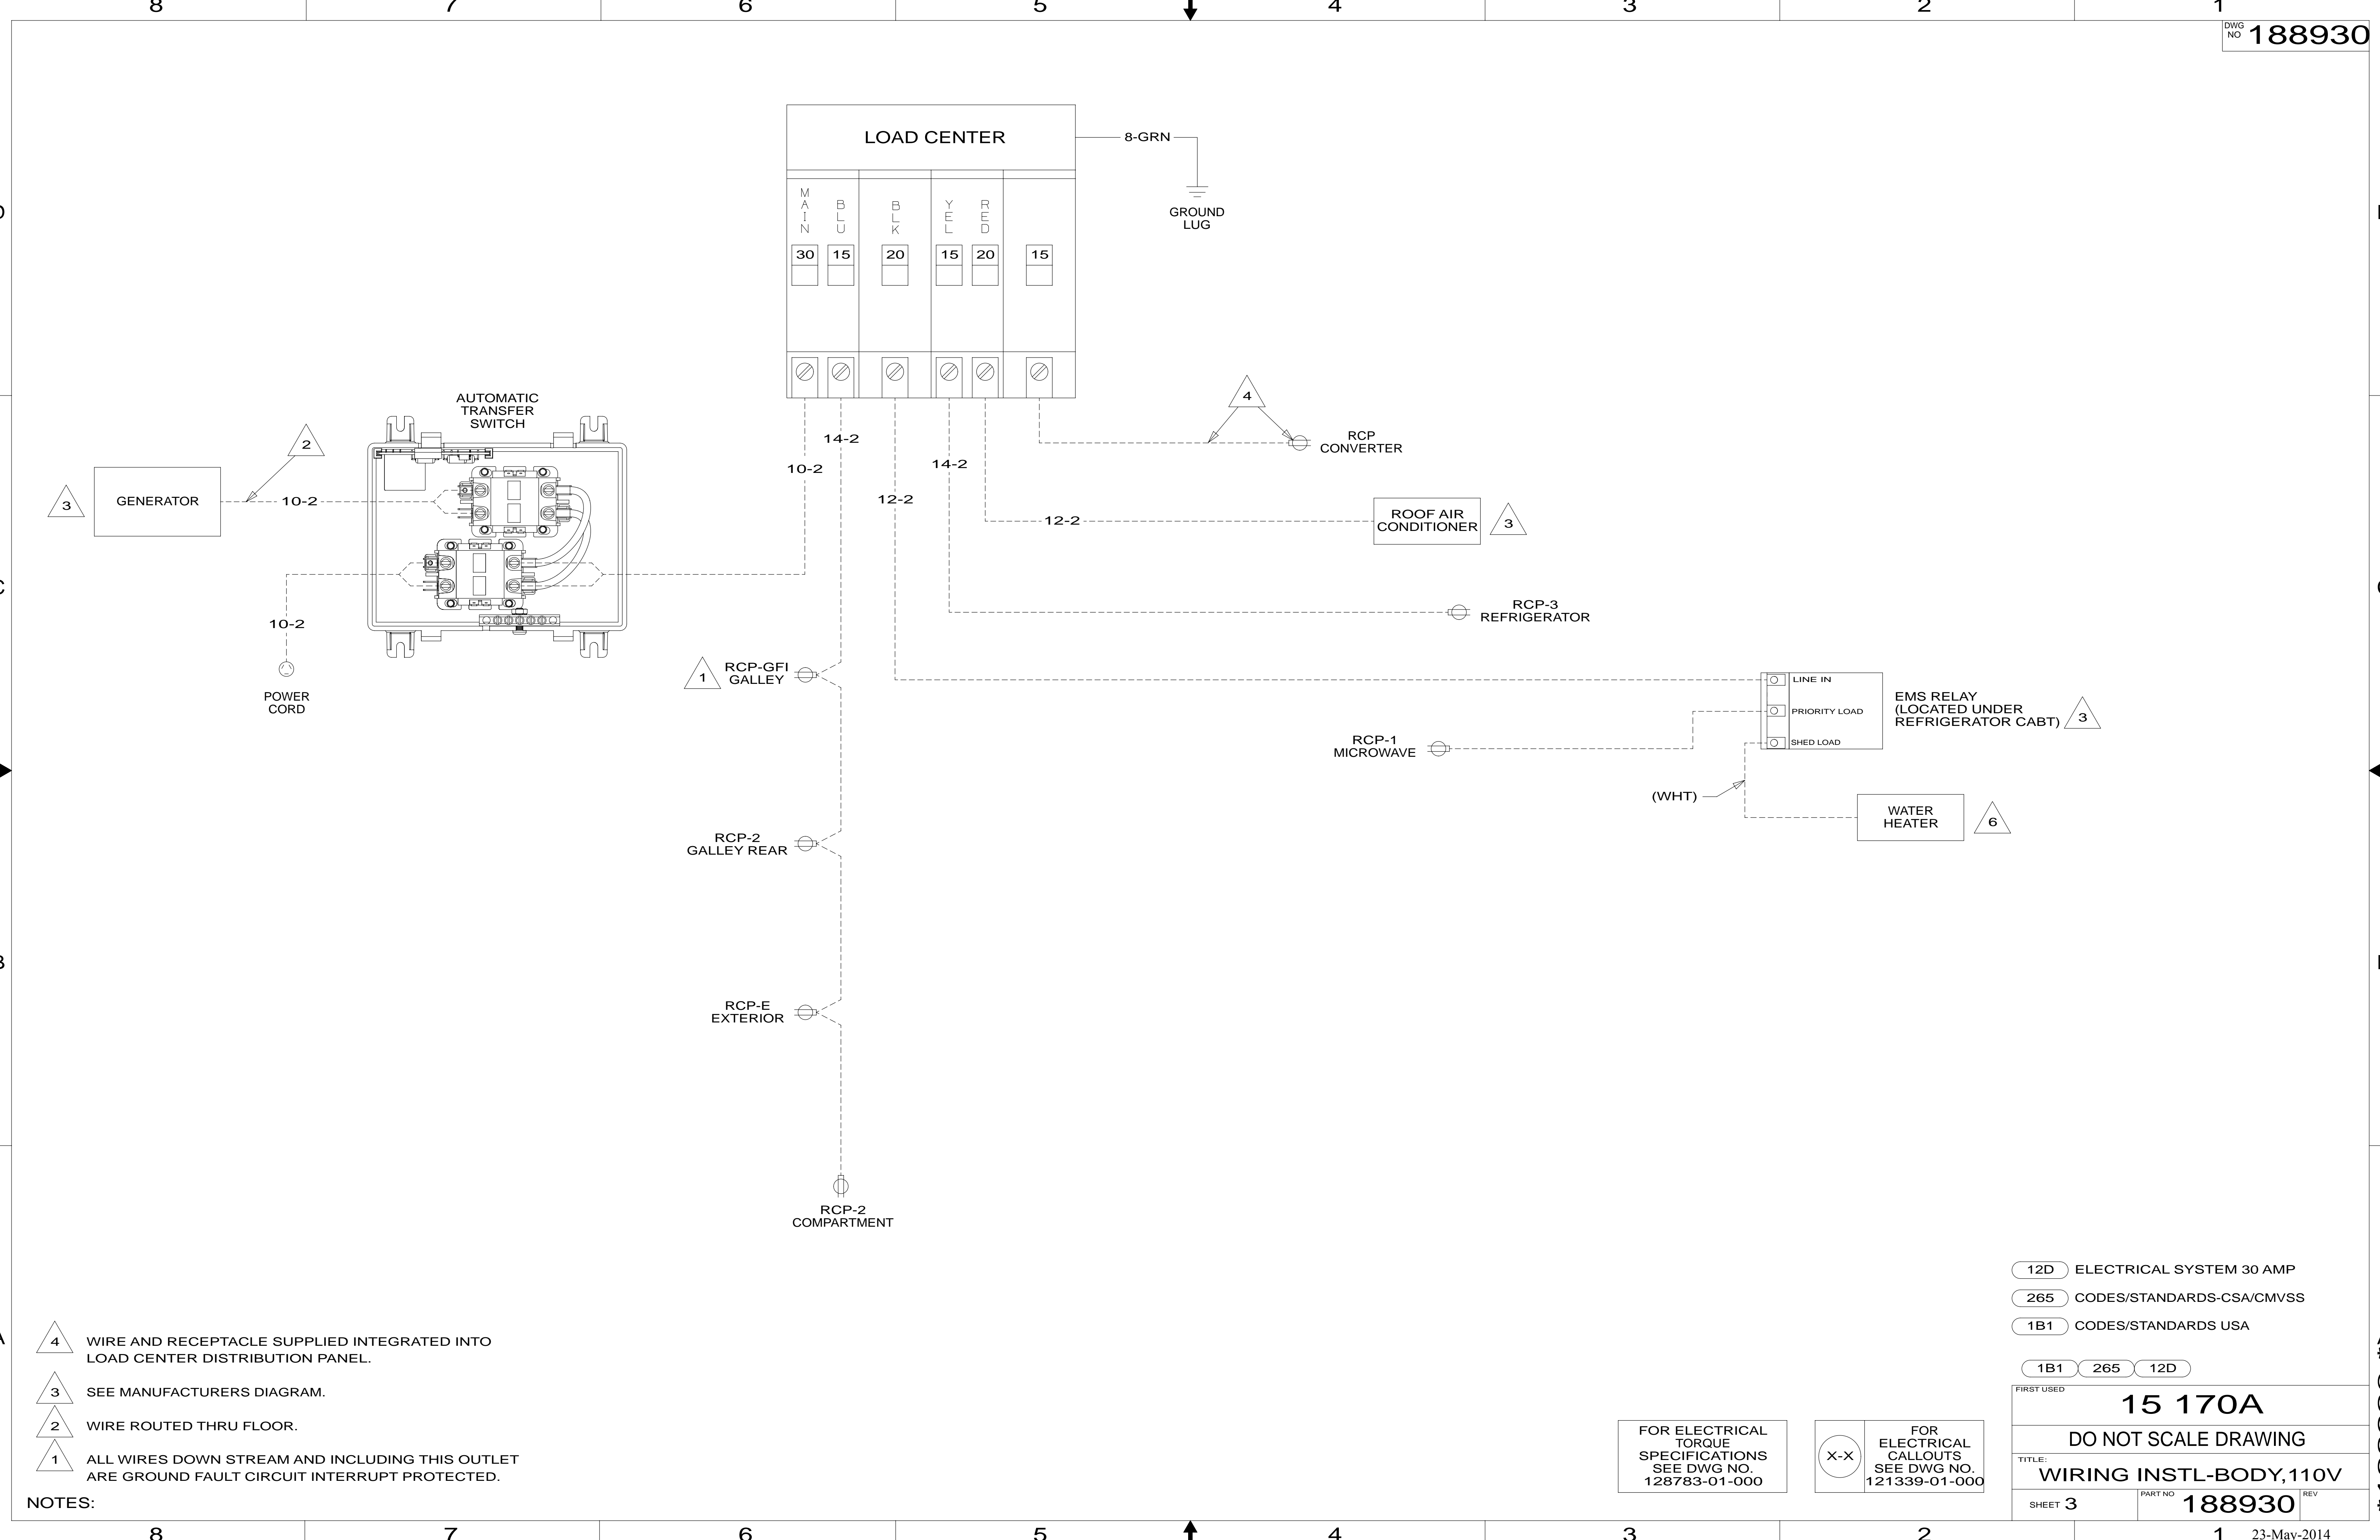 8 7 6 5 4 3 2 1
DWG NO 188930
LOAD CENTER
8-GRN
GROUND
LUG
MAIN BLU BLK YEL RED
30 15 20 15 20 15
AUTOMATIC
TRANSFER
SWITCH
2
3
GENERATOR
10-2
10-2
POWER
CORD
10-2
14-2
12-2
14-2
12-2
4
RCP
CONVERTER
ROOF AIR
CONDITIONER
3
RCP-3
REFRIGERATOR
1
RCP-GFI
GALLEY
LINE IN
PRIORITY LOAD
SHED LOAD
EMS RELAY
(LOCATED UNDER
REFRIGERATOR CABT)
3
RCP-1
MICROWAVE
(WHT)
WATER
HEATER
6
RCP-2
GALLEY REAR
RCP-E
EXTERIOR
RCP-2
COMPARTMENT
12D ELECTRICAL SYSTEM 30 AMP
265 CODES/STANDARDS-CSA/CMVSS
1B1 CODES/STANDARDS USA
1B1 265 12D
4 WIRE AND RECEPTACLE SUPPLIED INTEGRATED INTO
LOAD CENTER DISTRIBUTION PANEL.
3 SEE MANUFACTURERS DIAGRAM.
2 WIRE ROUTED THRU FLOOR.
1 ALL WIRES DOWN STREAM AND INCLUDING THIS OUTLET
ARE GROUND FAULT CIRCUIT INTERRUPT PROTECTED.
NOTES:
FOR ELECTRICAL
TORQUE
SPECIFICATIONS
SEE DWG NO.
128783-01-000
X-X
FOR
ELECTRICAL
CALLOUTS
SEE DWG NO.
121339-01-000
FIRST USED
15 170A
DO NOT SCALE DRAWING
TITLE:
WIRING INSTL-BODY,110V
SHEET 3
PART NO 188930
REV
8 7 6 5 4 3 2 1
23-May-2014